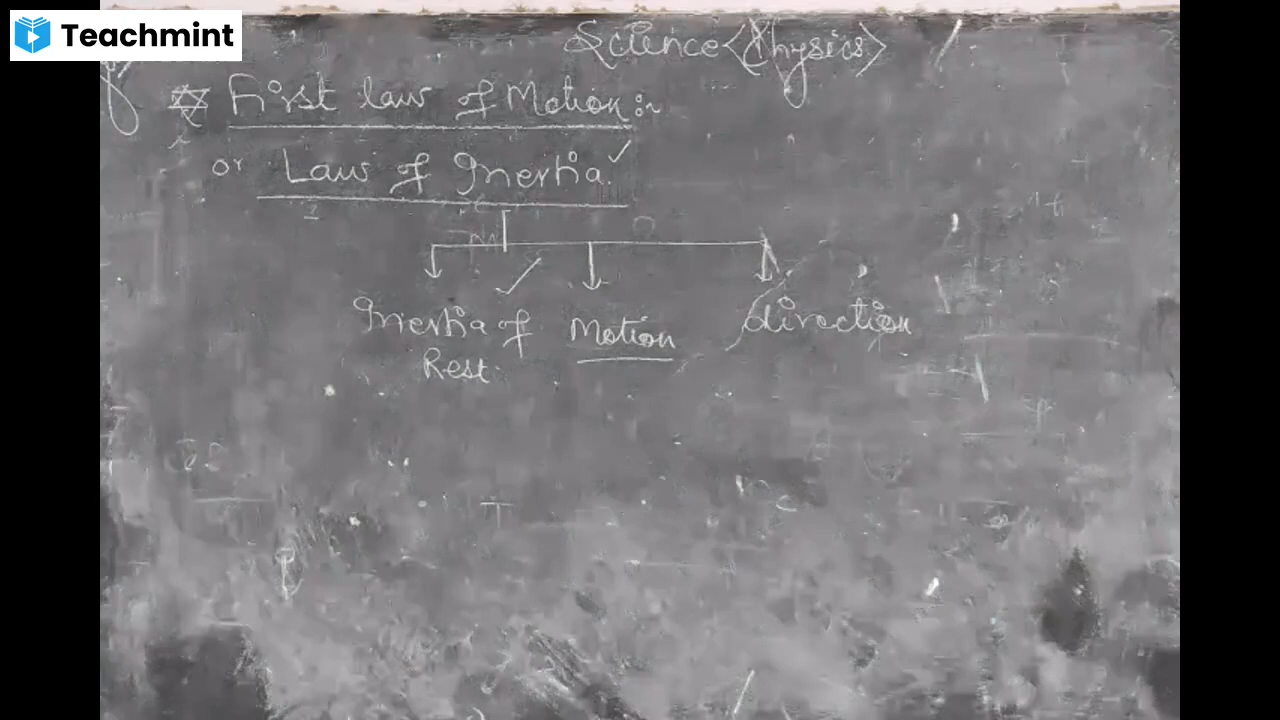 Teachmint
Science <Physics>
First law of Motion:~
or Law of Inertia.
Inertia of Motion direction
Rest